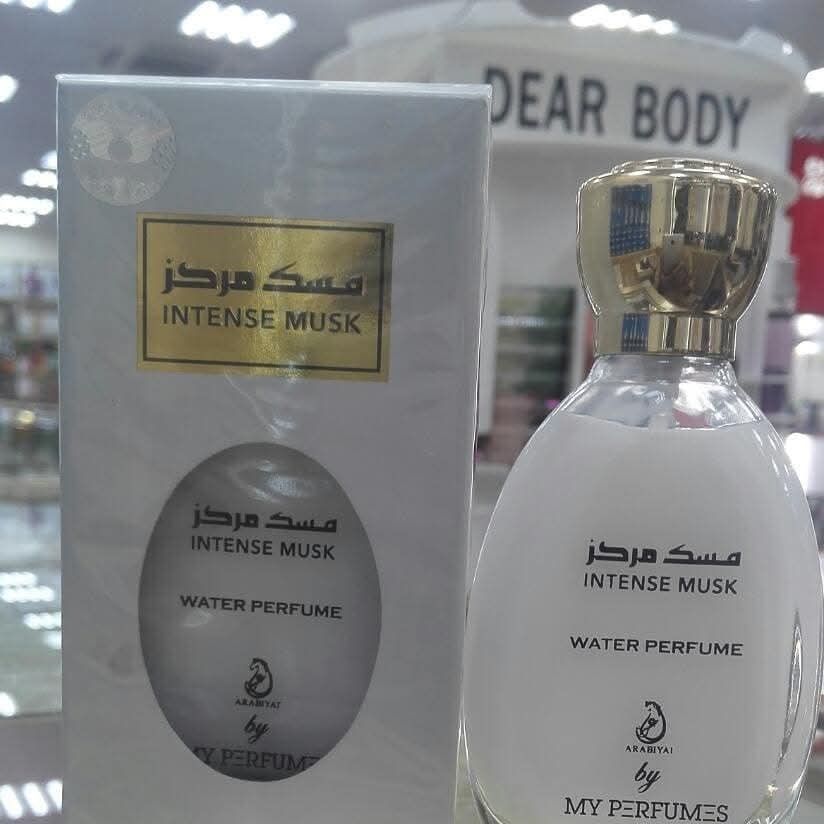 DEAR BODY
مسك مركز
INTENSE MUSK
مسك مركز
INTENSE MUSK
WATER PERFUME
ARABIYAT
by
MY PERFUMES
مسك مركز
INTENSE MUSK
WATER PERFUME
ARABIYAT
by
MY PERFUMES